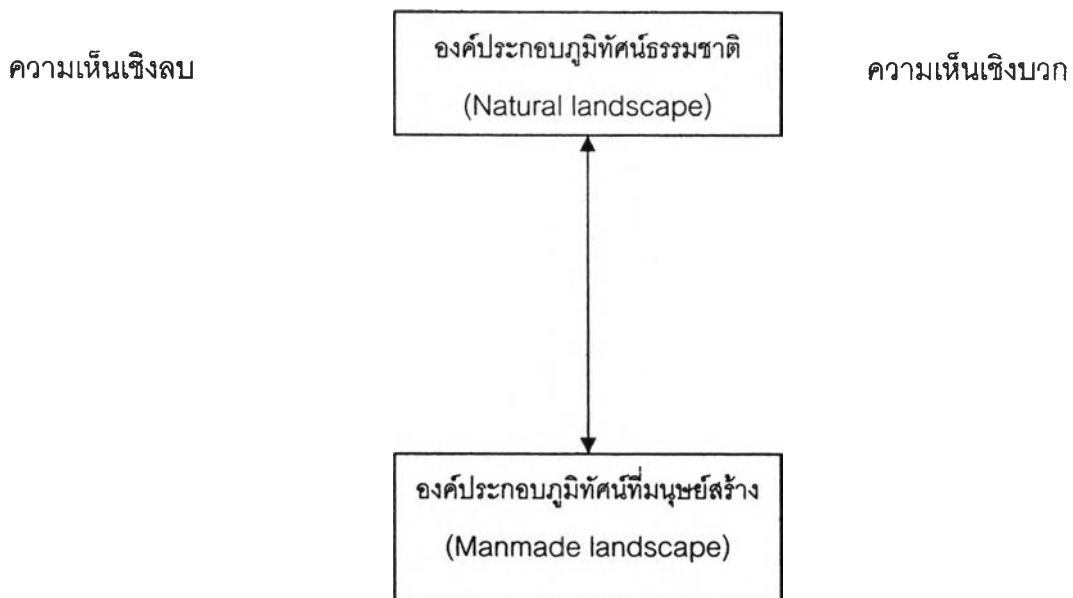 องค์ประกอบภูมิทัศน์ธรรมชาติ
ความเห็นเชิงลบ
ความเห็นเชิงบวก
(Natural landscape)
องค์ประกอบภูมิทัศน์ที่มนุษย์สร้าง
(Manmade landscape)